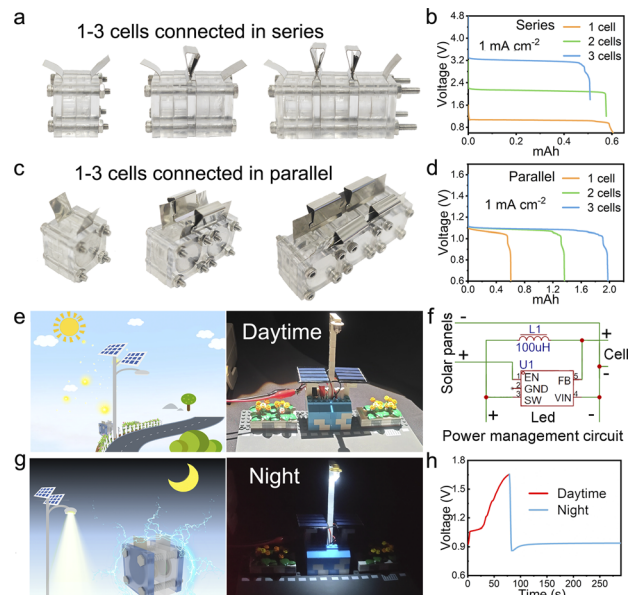 a
1-3 cells connected in series
b
Series
1 mA cm-2
1 cell
2 cells
3 cells
Voltage (V)
4.8
4.0
3.2
2.4
1.6
0.8
0.0
0.2
0.4
0.6
mAh
c
1-3 cells connected in parallel
d
Parallel
1 mA cm-2
1 cell
2 cells
3 cells
Voltage (V)
1.6
1.4
1.2
1.0
0.8
0.6
0.0
0.4
0.8
1.2
1.6
2.0
mAh
e
Daytime
f
Solar panels
-
+
L1
100uH
U1
1 EN
2 GND
3 SW
FB 5
VIN 4
+
Cell
-
+
Led
-
Power management circuit
g
Night
h
Voltage (V)
1.8
1.5
1.2
0.9
0.6
Daytime
Night
0
50
100
150
200
250
Time (s)